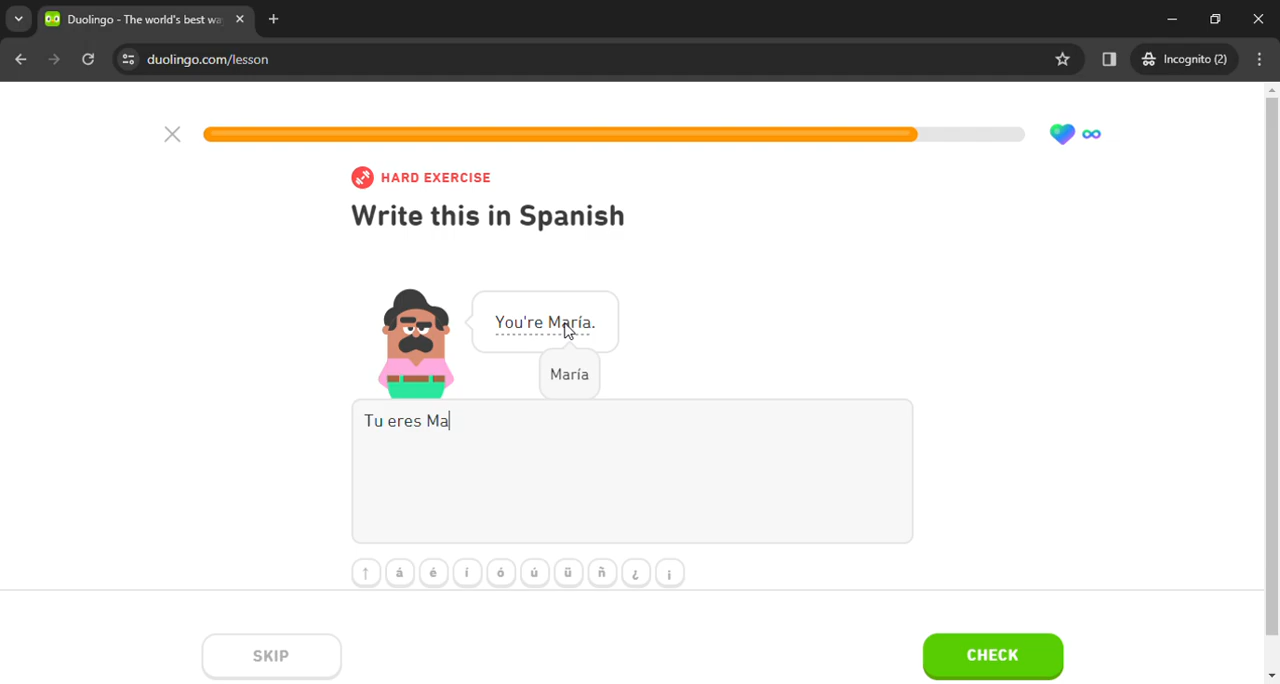 Duolingo - The world's best wa
duolingo.com/lesson
Incognito (2)
HARD EXERCISE
Write this in Spanish
You're María.
María
Tu eres Ma
↑ á é í ó ú ü ñ ¿ ¡
SKIP
CHECK